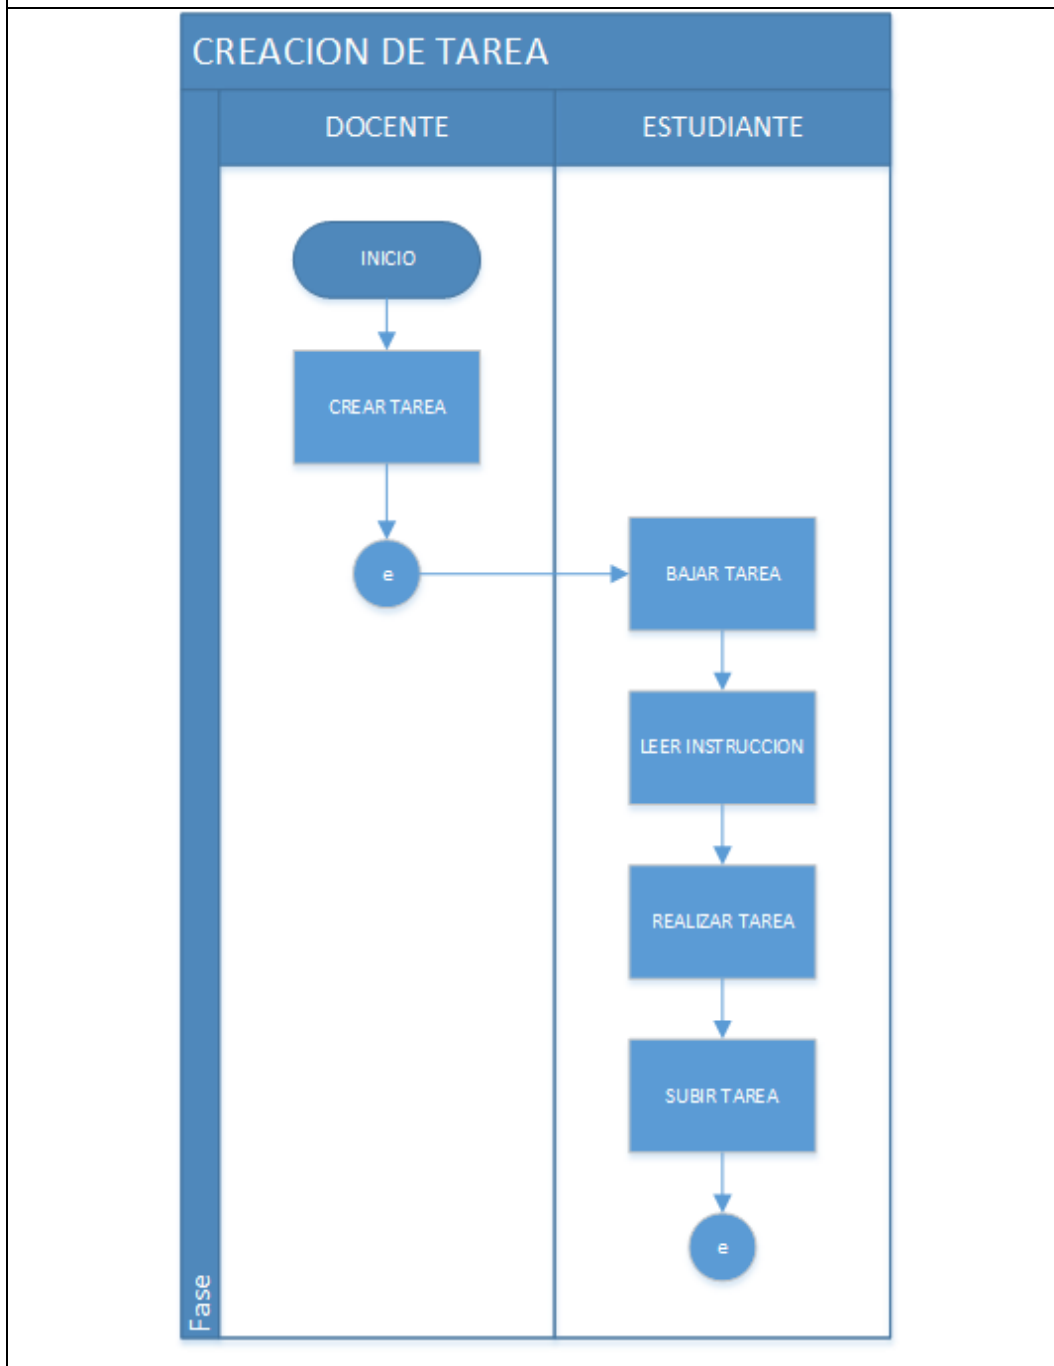 CREACION DE TAREA
DOCENTE
ESTUDIANTE
INICIO
CREAR TAREA
e
BAJAR TAREA
LEER INSTRUCCION
REALIZAR TAREA
SUBIR TAREA
e
Fase